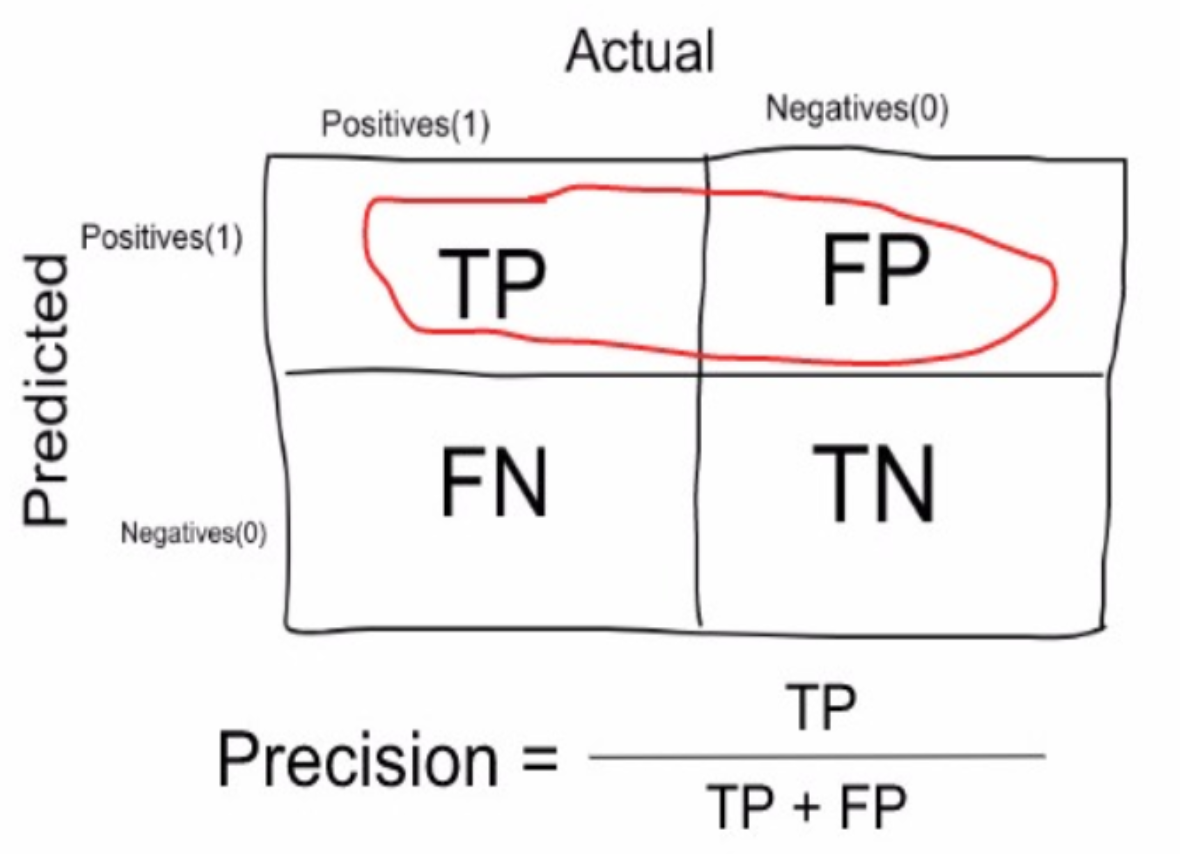 Actual
Positives(1)
Negatives(0)
Predicted
Positives(1)
TP
FP
Negatives(0)
FN
TN
Precision =
TP
TP + FP